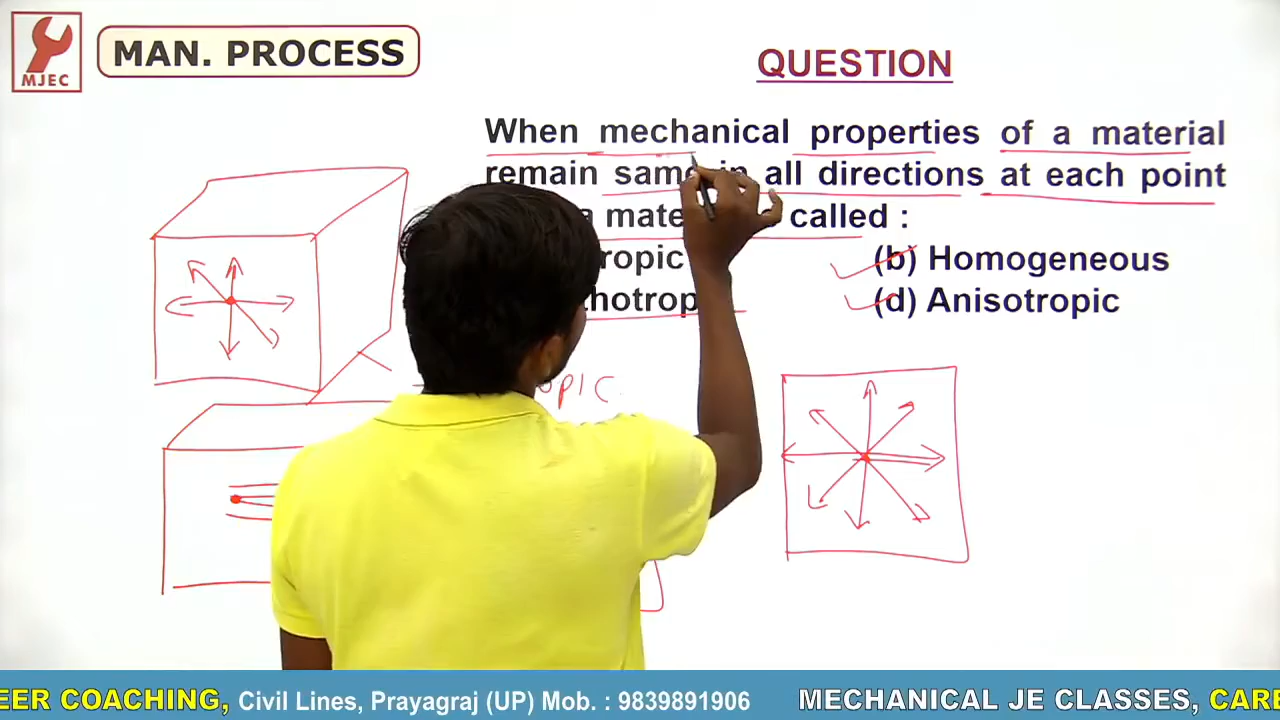 MJEC
MAN. PROCESS
QUESTION
When mechanical properties of a material
remain same in all directions at each point
a called :
(b) Homogeneous
(d) Anisotropic
EER COACHING, Civil Lines, Prayagraj (UP) Mob. : 9839891906 MECHANICAL JE CLASSES, CARE